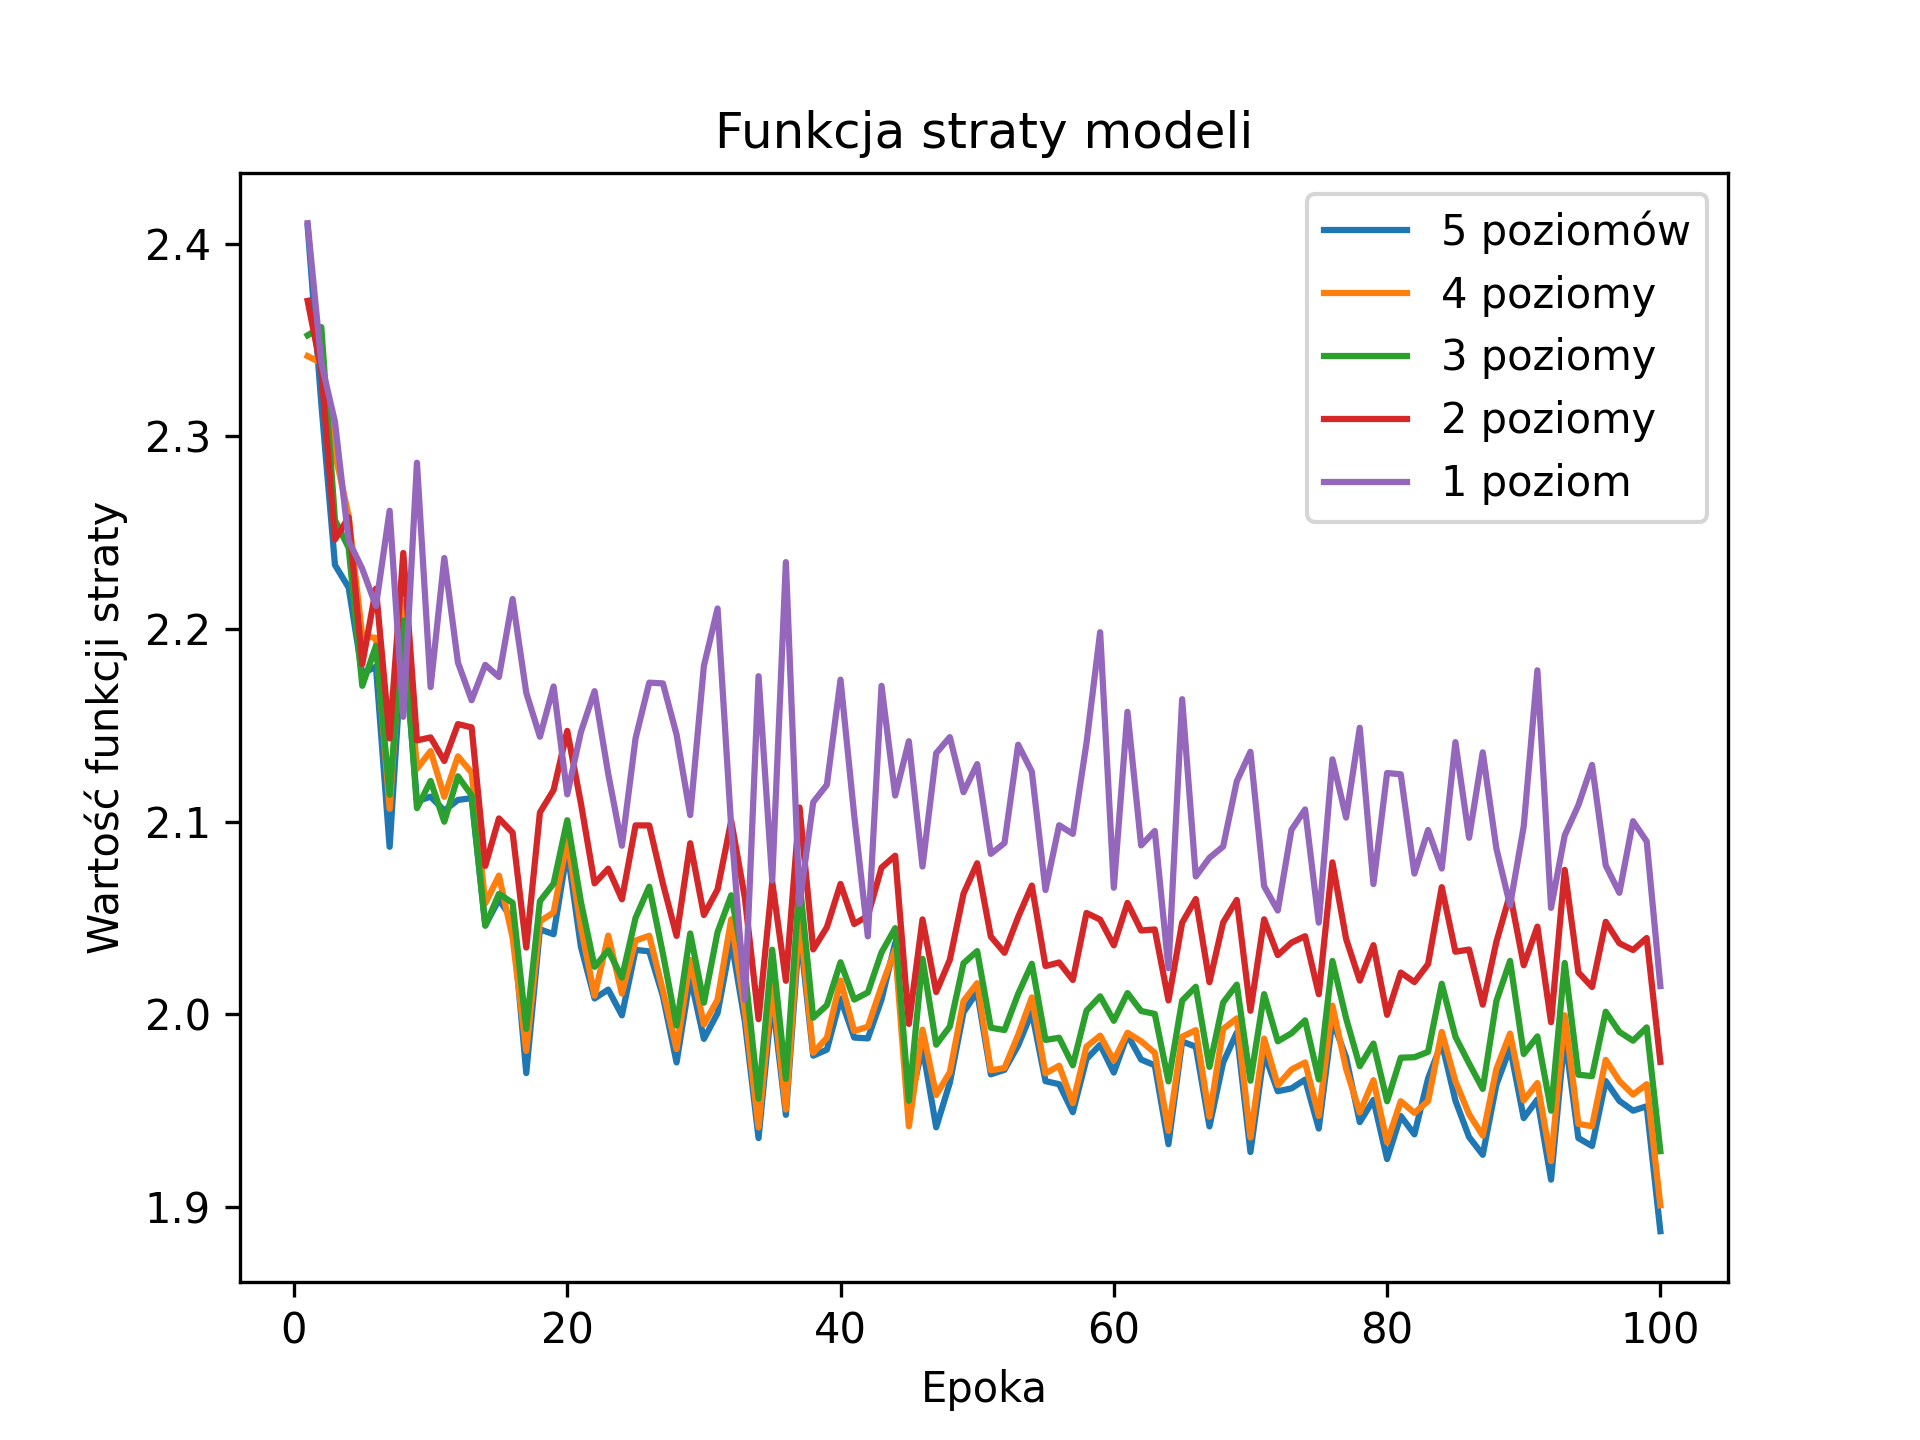 Funkcja straty modeli
5 poziomów
4 poziomy
3 poziomy
2 poziomy
1 poziom
Wartość funkcji straty
2.4
2.3
2.2
2.1
2.0
1.9
0 20 40 60 80 100
Epoka